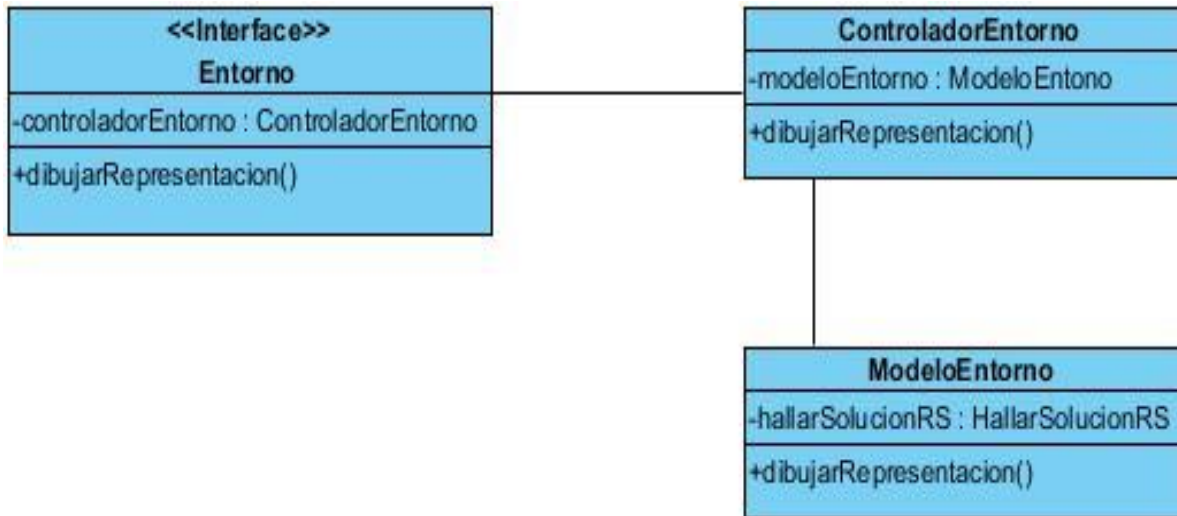 <<Interface>>
Entorno
-controladorEntorno : ControladorEntorno
+dibujarRepresentacion()
ControladorEntorno
-modeloEntorno : ModeloEntono
+dibujarRepresentacion()
ModeloEntorno
-hallarSolucionRS : HallarSolucionRS
+dibujarRepresentacion()